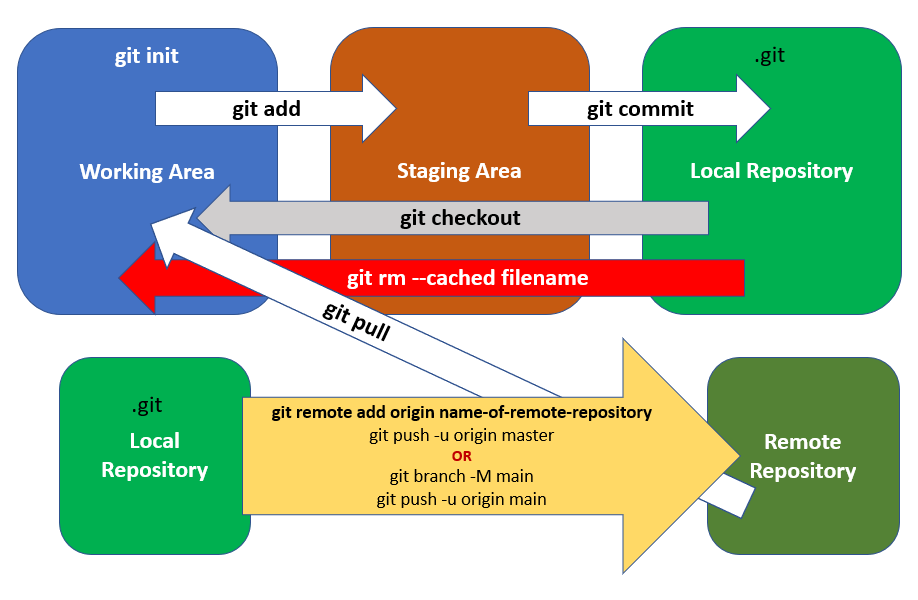 git init
.git
git add
git commit
Working Area
Staging Area
Local Repository
git checkout
git rm --cached filename
git pull
.git
Local
Repository
git remote add origin name-of-remote-repository
git push -u origin master
OR
git branch -M main
git push -u origin main
Remote
Repository